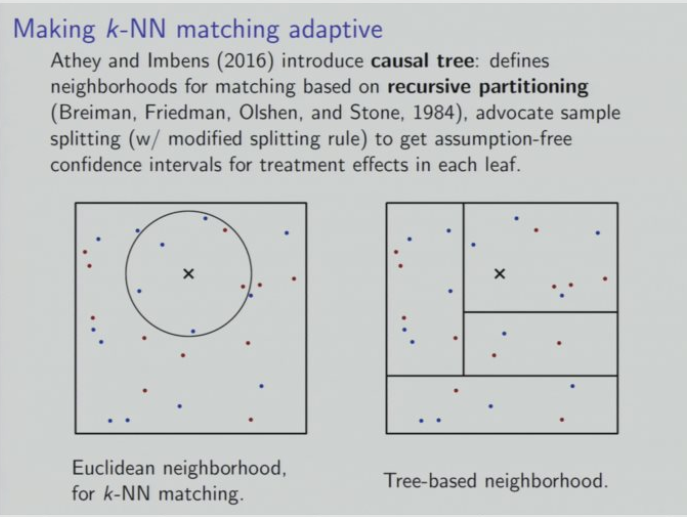 Making k-NN matching adaptive
Athey and Imbens (2016) introduce causal tree: defines
neighborhoods for matching based on recursive partitioning
(Breiman, Friedman, Olshen, and Stone, 1984), advocate sample
splitting (w/ modified splitting rule) to get assumption-free
confidence intervals for treatment effects in each leaf.
Euclidean neighborhood,
for k-NN matching.
Tree-based neighborhood.